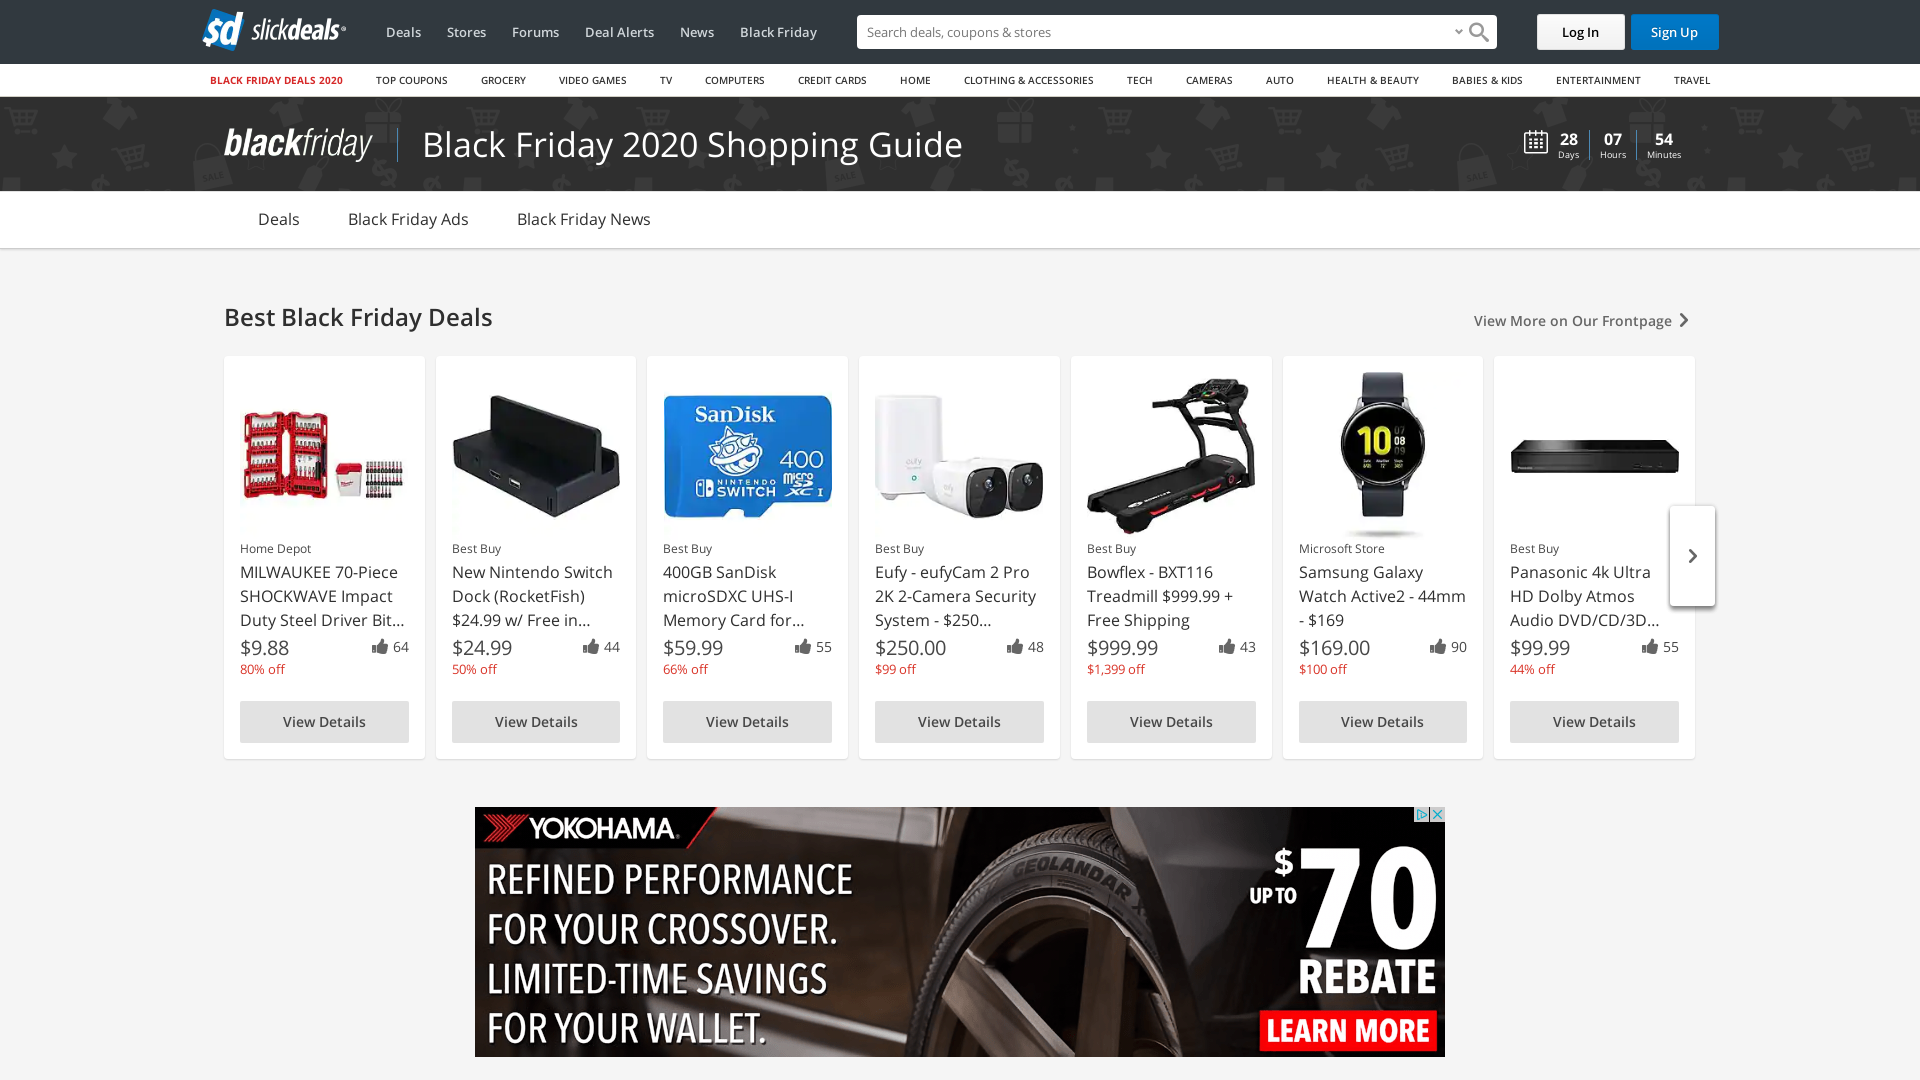 sd slickdeals
Deals Stores Forums Deal Alerts News Black Friday
Search deals, coupons & stores
Log In Sign Up
BLACK FRIDAY DEALS 2020 TOP COUPONS GROCERY VIDEO GAMES TV COMPUTERS CREDIT CARDS HOME CLOTHING & ACCESSORIES TECH CAMERAS AUTO HEALTH & BEAUTY BABIES & KIDS ENTERTAINMENT TRAVEL
blackfriday Black Friday 2020 Shopping Guide
28 07 54
Days Hours Minutes
Deals Black Friday Ads Black Friday News
Best Black Friday Deals
View More on Our Frontpage
Home Depot
MILWAUKEE 70-Piece
SHOCKWAVE Impact
Duty Steel Driver Bit...
$9.88 64
80% off
View Details
Best Buy
New Nintendo Switch
Dock (RocketFish)
$24.99 w/ Free in...
$24.99 44
50% off
View Details
SanDisk
400
NINTENDO
SWITCH
micro
SDXC I
Best Buy
400GB SanDisk
microSDXC UHS-I
Memory Card for...
$59.99 55
66% off
View Details
eufy
Best Buy
Eufy - eufyCam 2 Pro
2K 2-Camera Security
System - $250...
$250.00 48
$99 off
View Details
Best Buy
Bowflex - BXT116
Treadmill $999.99 +
Free Shipping
$999.99 43
$1,399 off
View Details
10 08
Microsoft Store
Samsung Galaxy
Watch Active2 - 44mm
- $169
$169.00 90
$100 off
View Details
Best Buy
Panasonic 4k Ultra
HD Dolby Atmos
Audio DVD/CD/3D...
$99.99 55
44% off
View Details
YOKOHAMA
REFINED PERFORMANCE
FOR YOUR CROSSOVER.
LIMITED-TIME SAVINGS
FOR YOUR WALLET.
GEOLANDAR
UP TO $70
REBATE
LEARN MORE